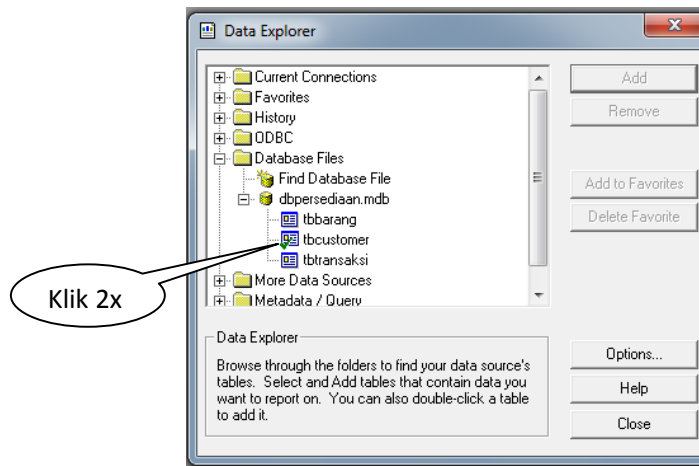 Data Explorer
Current Connections
Favorites
History
ODBC
Database Files
Find Database File
dbpersediaan.mdb
tbbarang
tbcustomer
tbtransaksi
More Data Sources
Metadata / Query
Add
Remove
Add to Favorites
Delete Favorite
Klik 2x
Data Explorer
Browse through the folders to find your data source's
tables. Select and Add tables that contain data you
want to report on. You can also double-click a table
to add it.
Options...
Help
Close